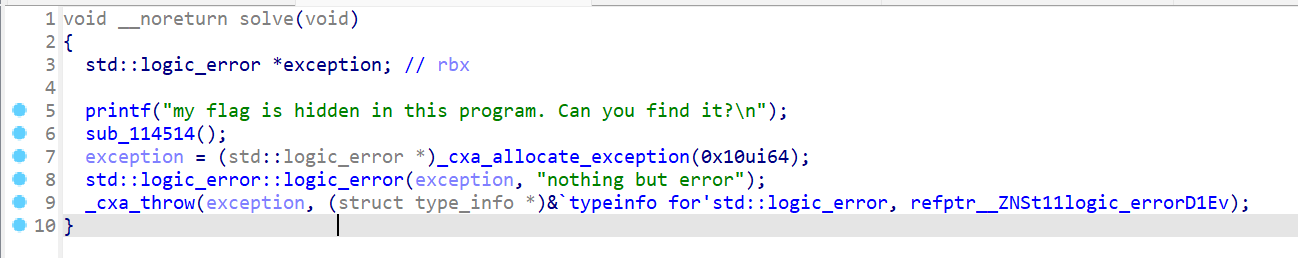 1 void __noreturn solve(void)
2 {
3   std::logic_error *exception; // rbx
4
5   printf("my flag is hidden in this program. Can you find it?\n");
6   sub_114514();
7   exception = (std::logic_error *)_cxa_allocate_exception(0x10ui64);
8   std::logic_error::logic_error(exception, "nothing but error");
9   _cxa_throw(exception, (struct type_info *)&`typeinfo for'std::logic_error, refptr__ZNSt11logic_errorD1Ev);
10 }